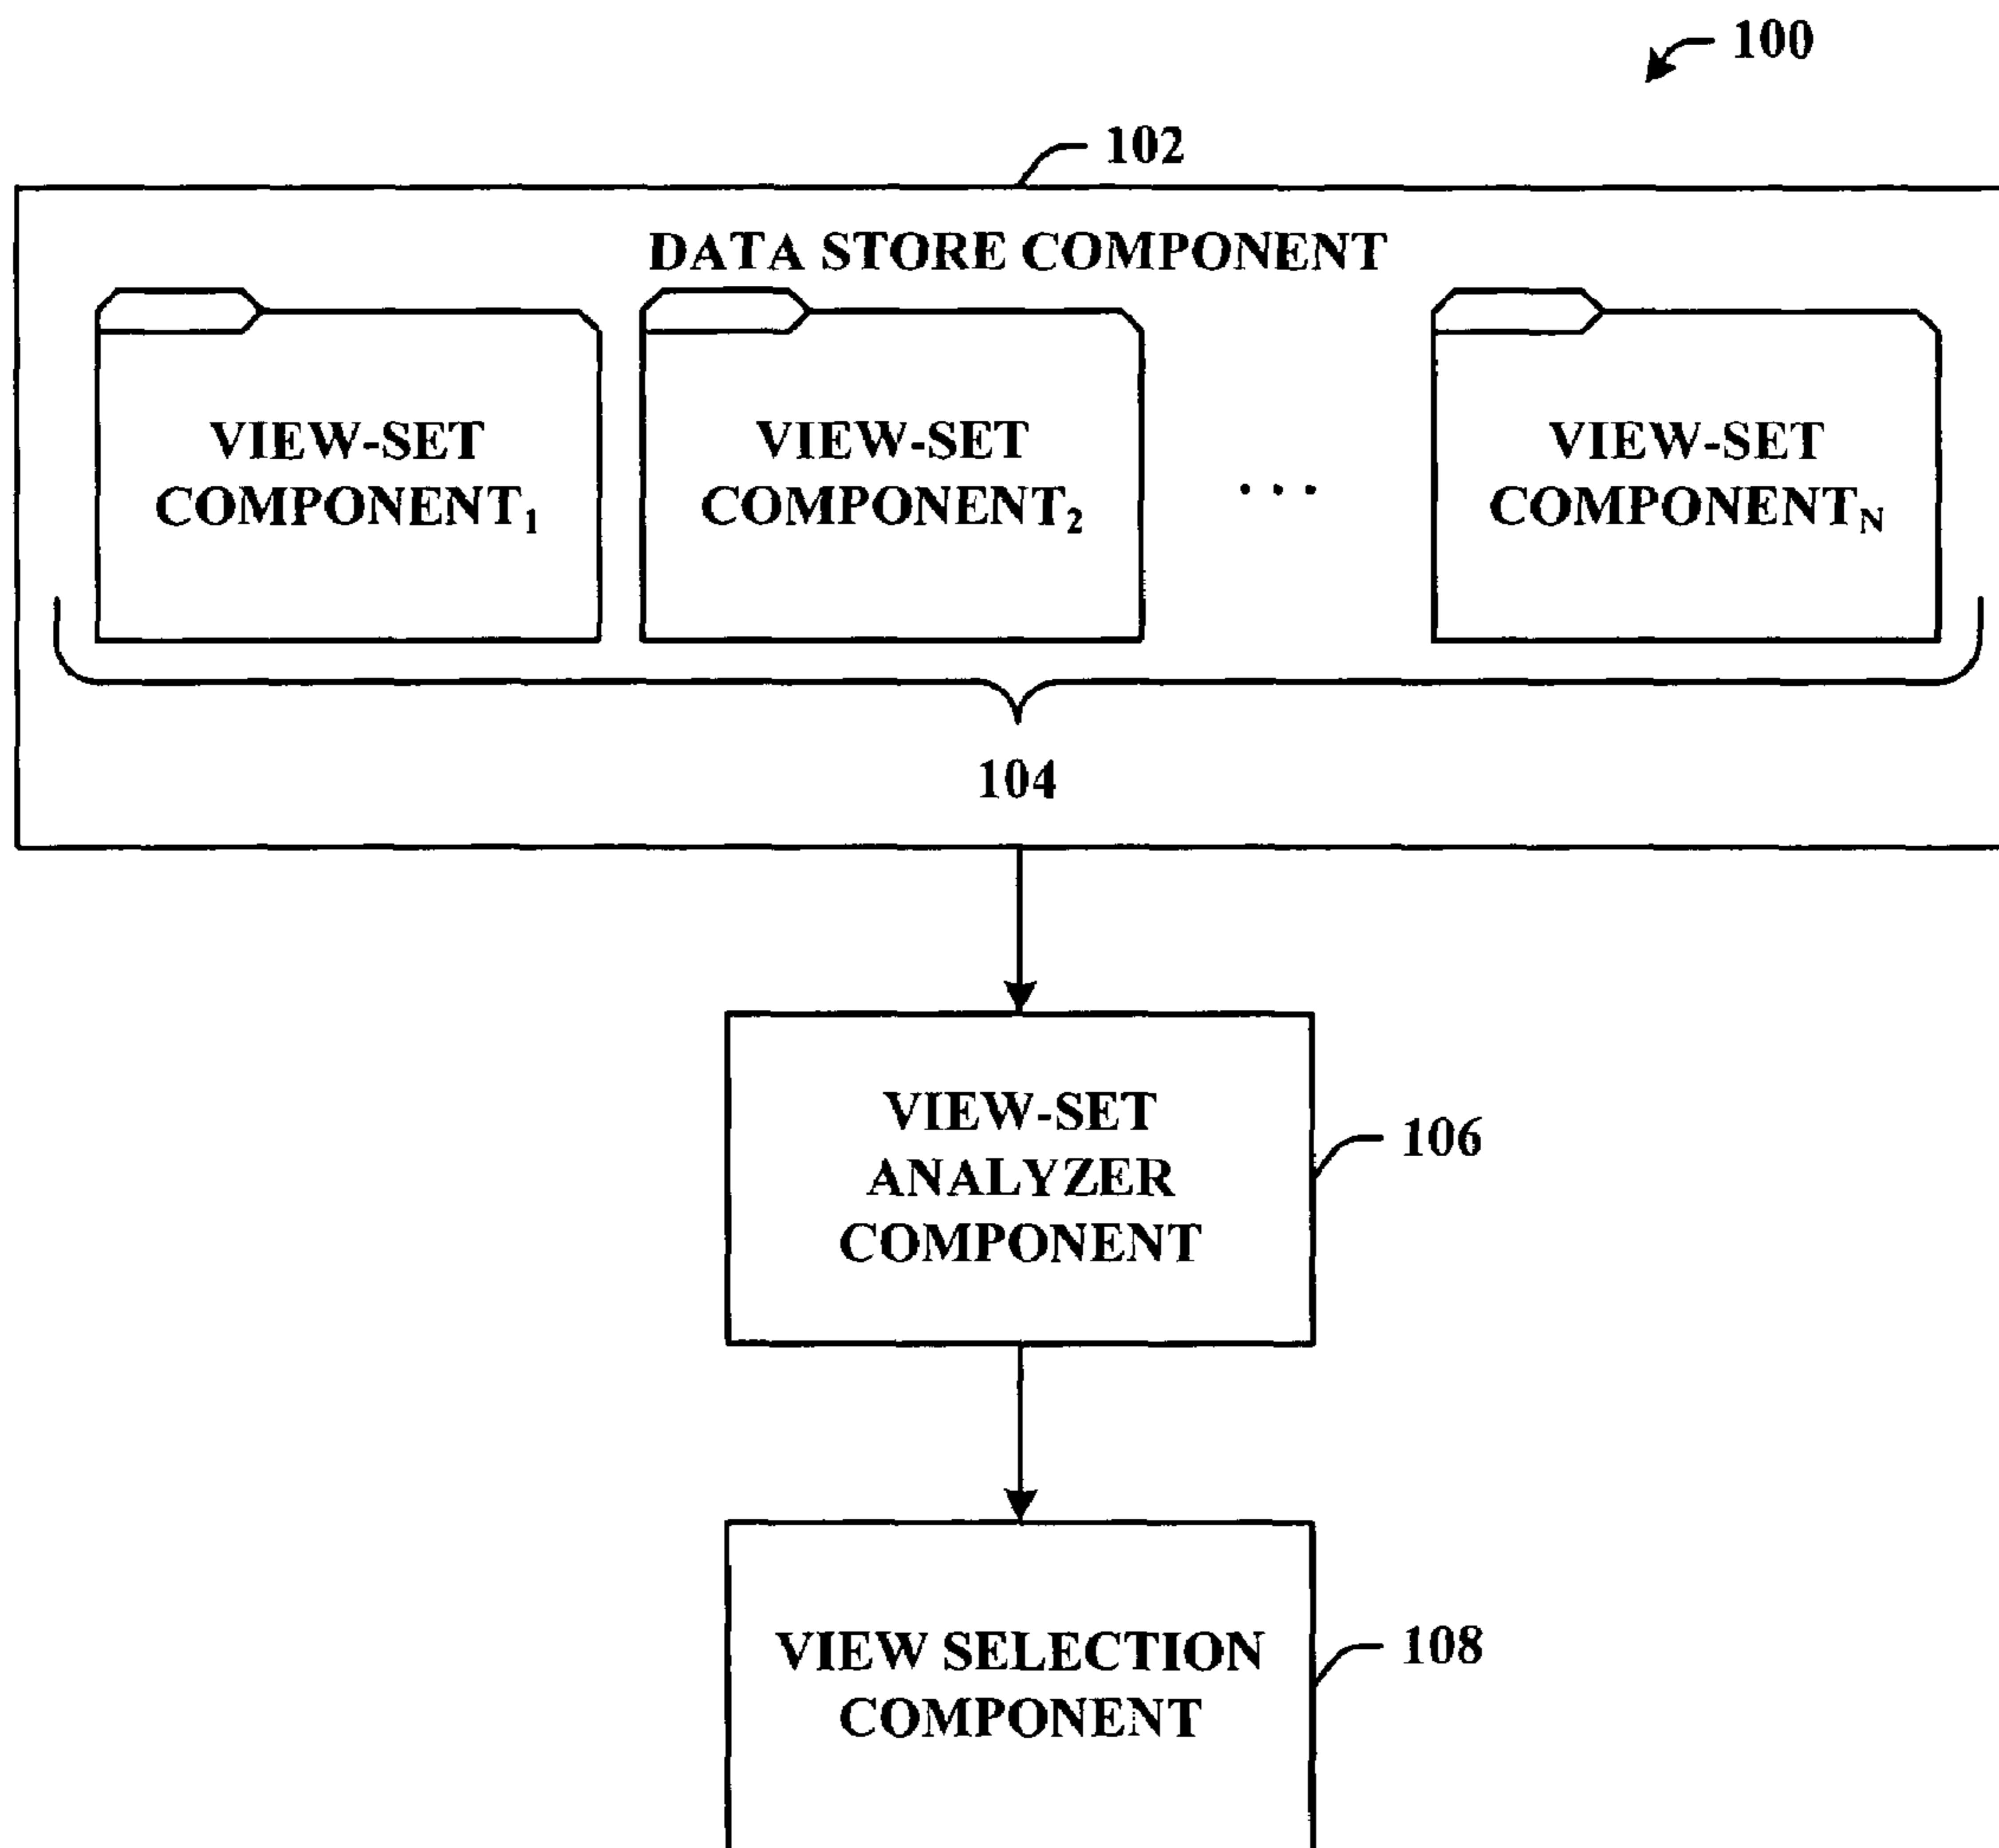 100
102
DATA STORE COMPONENT
VIEW-SET
COMPONENT₁
VIEW-SET
COMPONENT₂
. . .
VIEW-SET
COMPONENT_N
104
VIEW-SET
ANALYZER
COMPONENT
106
VIEW SELECTION
COMPONENT
108